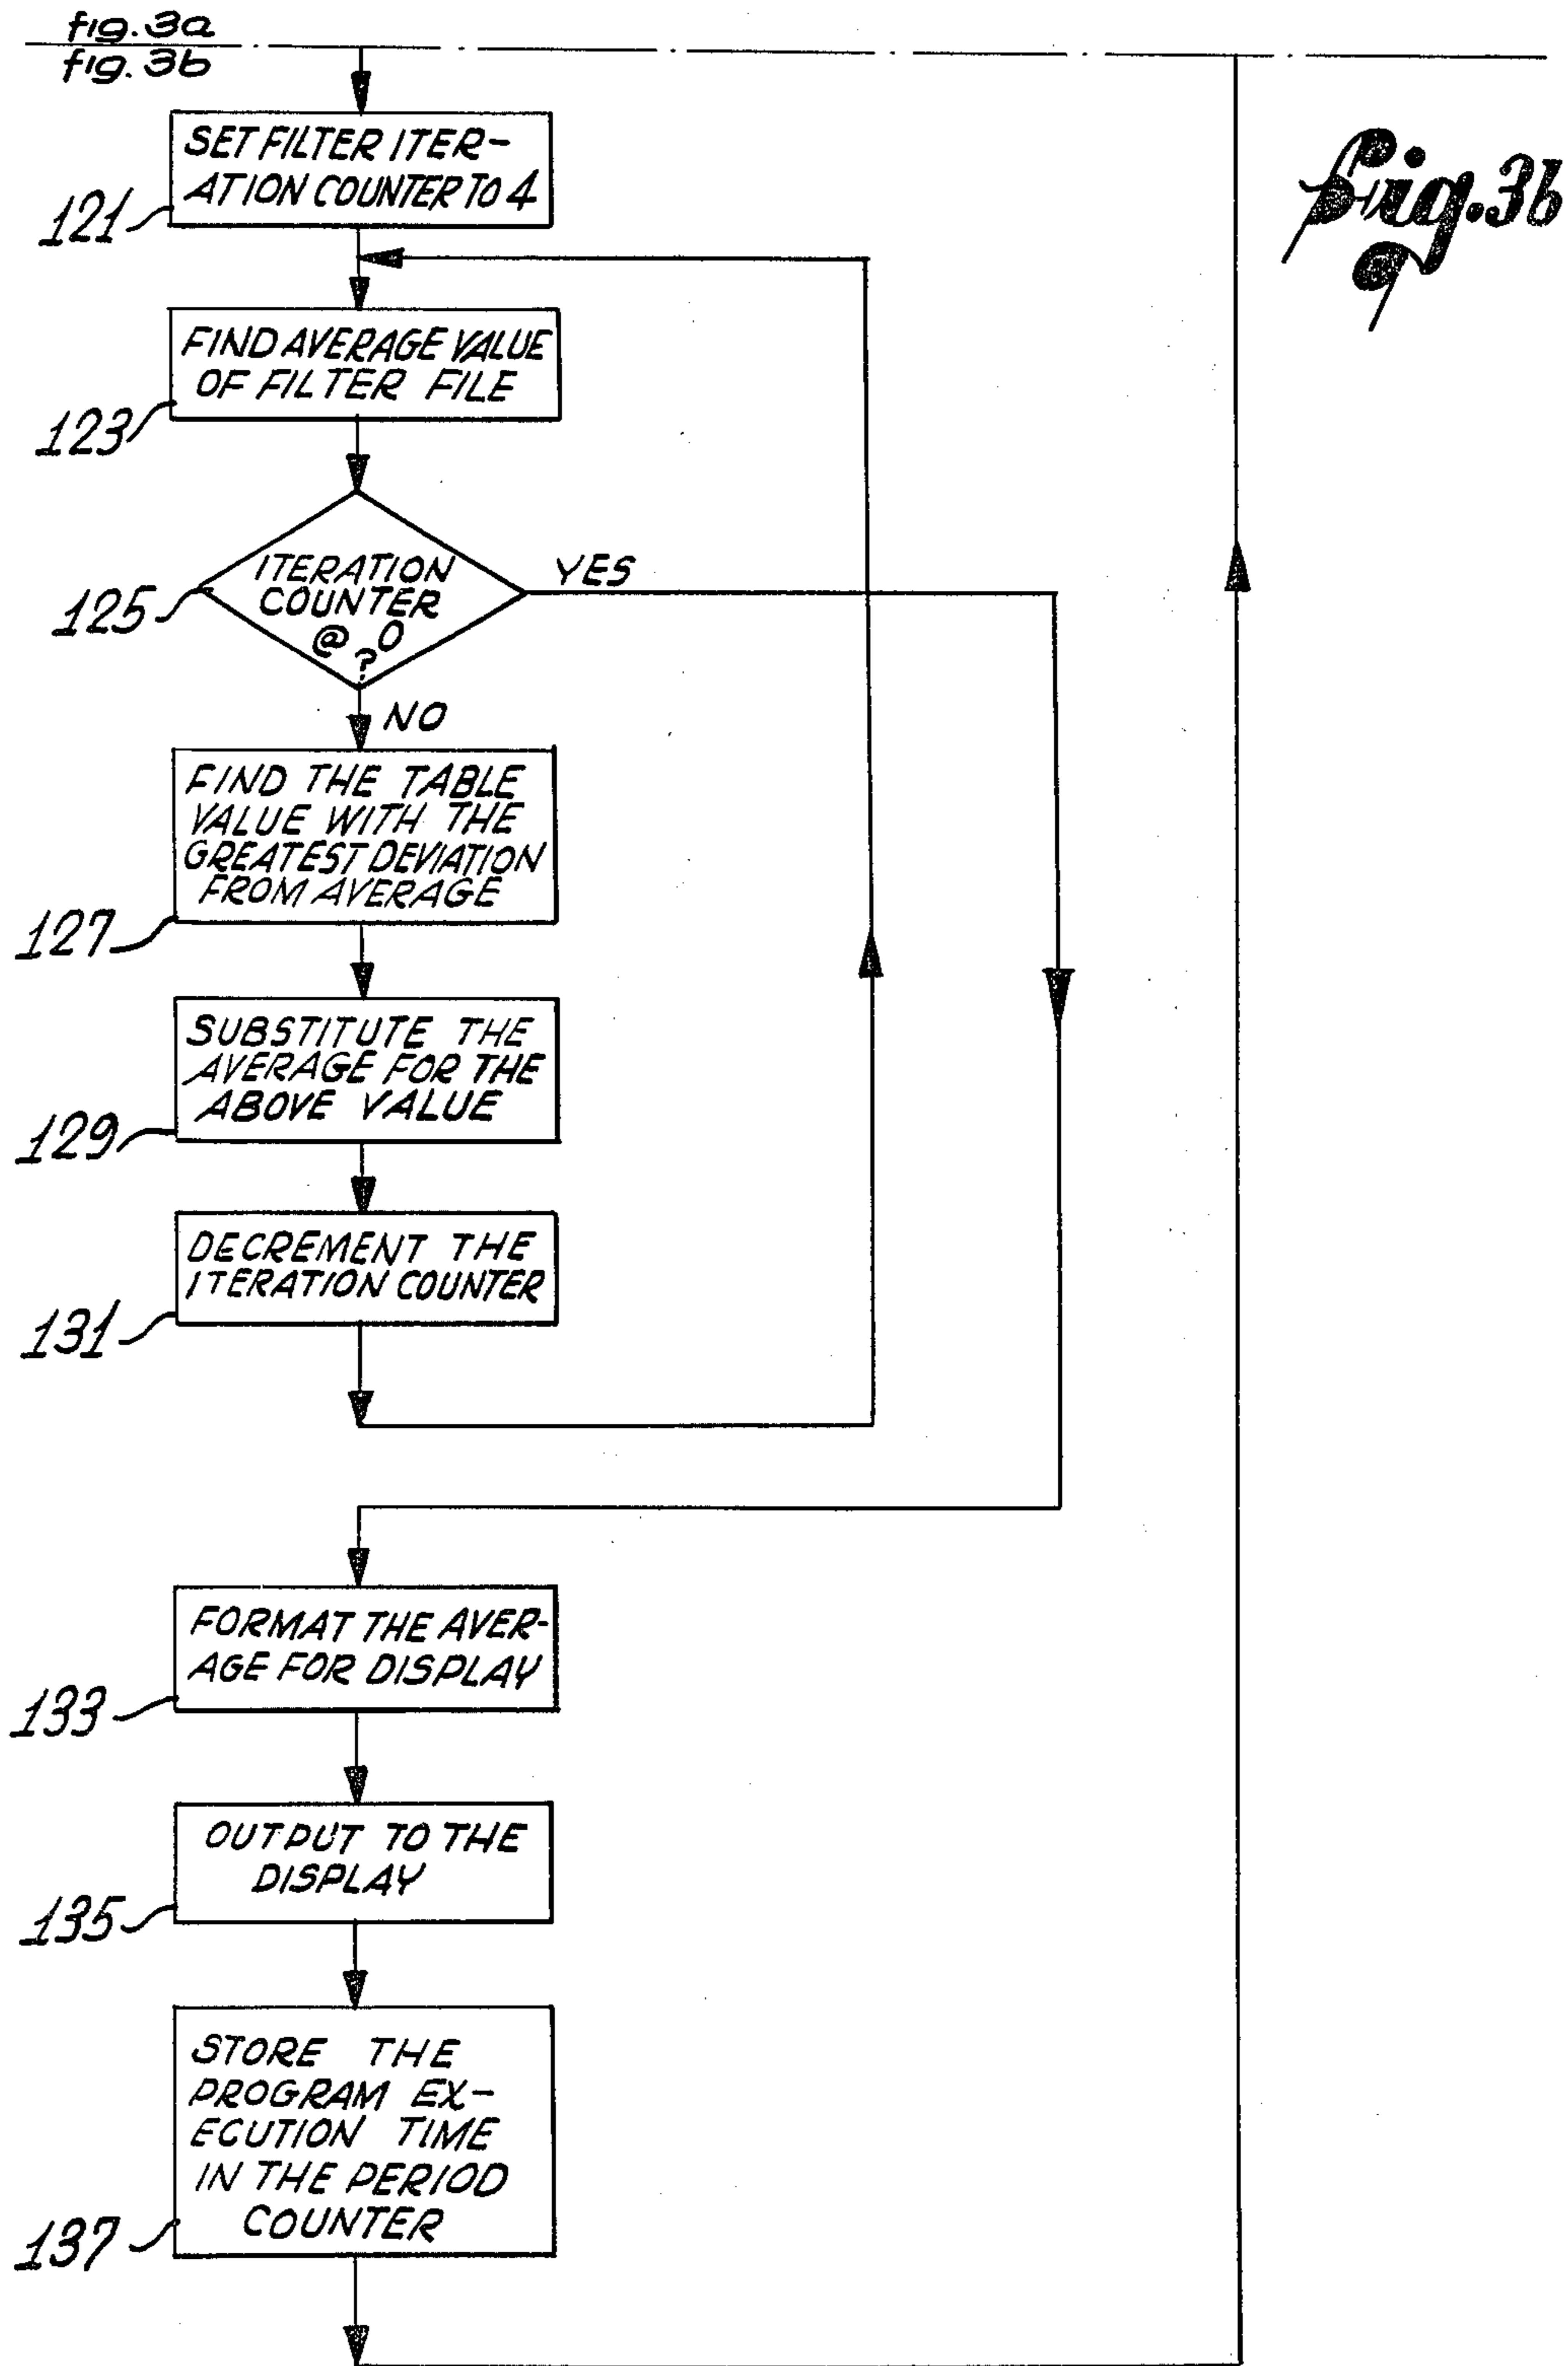 fig. 3a
fig. 3b
fig. 3b
SET FILTER ITER-
ATION COUNTER TO 4
121
FIND AVERAGE VALUE
OF FILTER FILE
123
ITERATION
COUNTER
@ 0
?
YES
125
NO
FIND THE TABLE
VALUE WITH THE
GREATEST DEVIATION
FROM AVERAGE
127
SUBSTITUTE THE
AVERAGE FOR THE
ABOVE VALUE
129
DECREMENT THE
ITERATION COUNTER
131
FORMAT THE AVER-
AGE FOR DISPLAY
133
OUTPUT TO THE
DISPLAY
135
STORE THE
PROGRAM EX-
ECUTION TIME
IN THE PERIOD
COUNTER
137